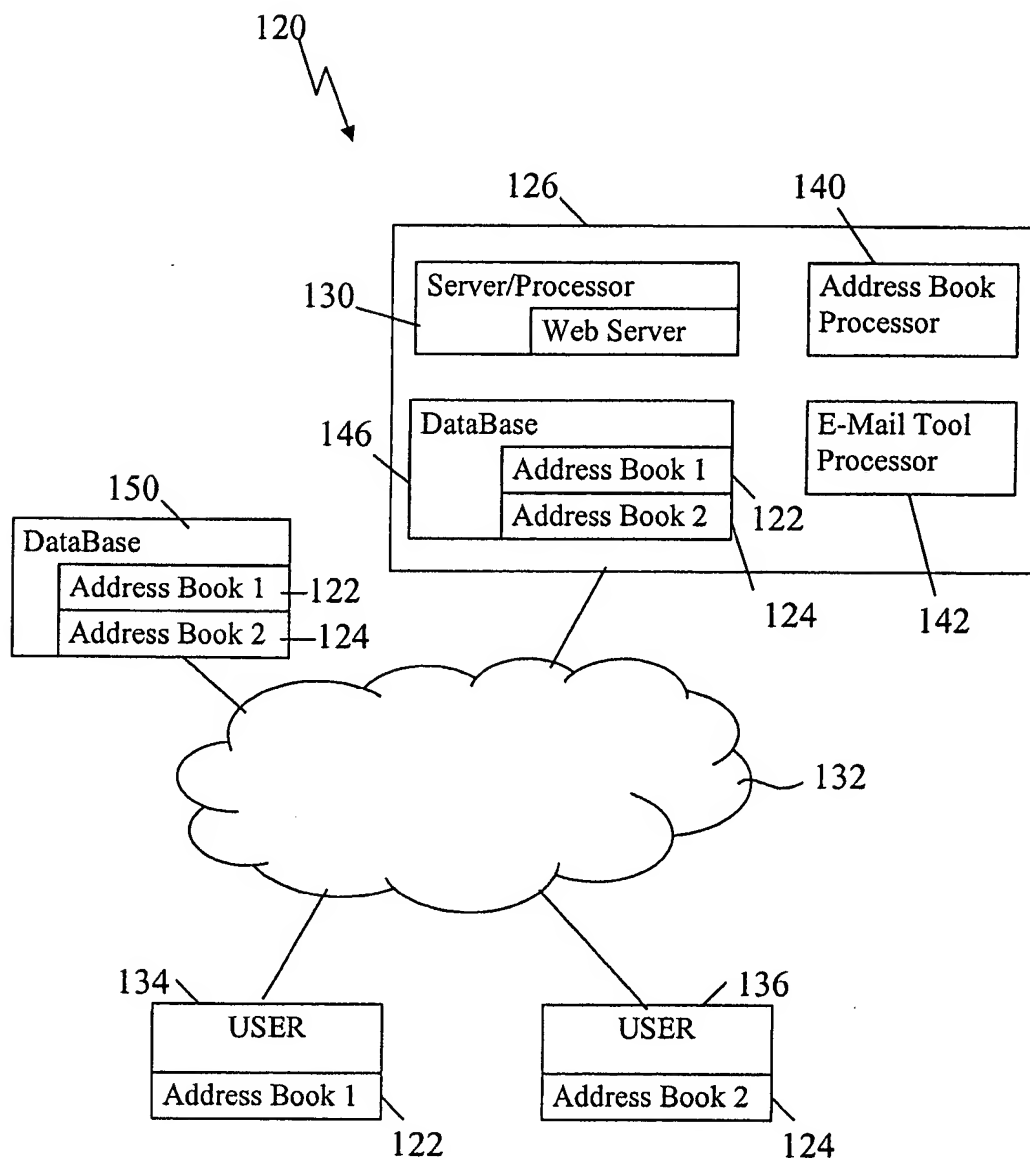 120
126
140
Server/Processor
130
Web Server
Address Book
Processor
DataBase
146
Address Book 1
Address Book 2
122
124
E-Mail Tool
Processor
142
150
DataBase
Address Book 1
122
Address Book 2
124
132
134
USER
Address Book 1
122
136
USER
Address Book 2
124